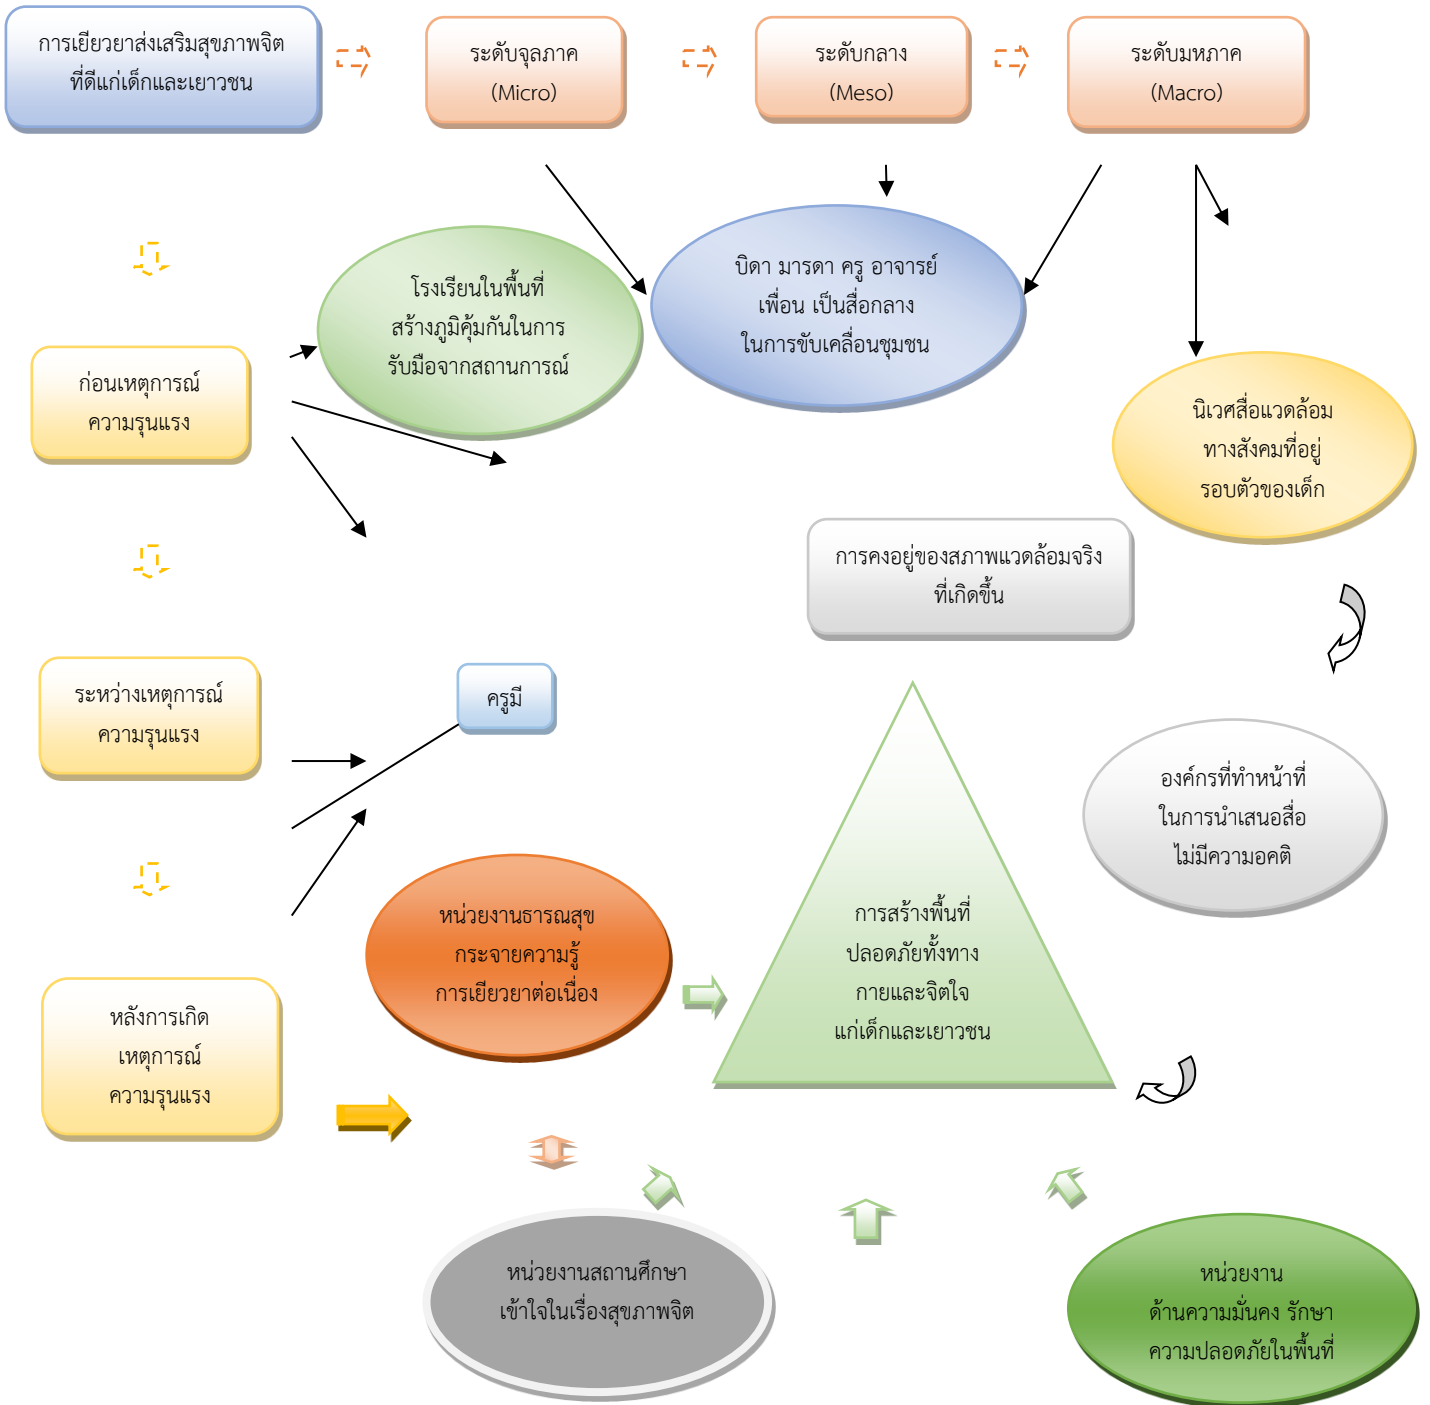 การเยียวยาส่งเสริมสุขภาพจิต
ที่ดีแก่เด็กและเยาวชน
ระดับจุลภาค
(Micro)
ระดับกลาง
(Meso)
ระดับมหภาค
(Macro)
โรงเรียนในพื้นที่
สร้างภูมิคุ้มกันในการ
รับมือจากสถานการณ์
บิดา มารดา ครู อาจารย์
เพื่อน เป็นสื่อกลาง
ในการขับเคลื่อนชุมชน
ก่อนเหตุการณ์
ความรุนแรง
นิเวศสื่อแวดล้อม
ทางสังคมที่อยู่
รอบตัวของเด็ก
การคงอยู่ของสภาพแวดล้อมจริง
ที่เกิดขึ้น
ระหว่างเหตุการณ์
ความรุนแรง
ครูมี
องค์กรที่ทำหน้าที่
ในการนำเสนอสื่อ
ไม่มีความอคติ
หน่วยงานธารณสุข
กระจายความรู้
การเยียวยาต่อเนื่อง
การสร้างพื้นที่
ปลอดภัยทั้งทาง
กายและจิตใจ
แก่เด็กและเยาวชน
หลังการเกิด
เหตุการณ์
ความรุนแรง
หน่วยงานสถานศึกษา
เข้าใจในเรื่องสุขภาพจิต
หน่วยงาน
ด้านความมั่นคง รักษา
ความปลอดภัยในพื้นที่